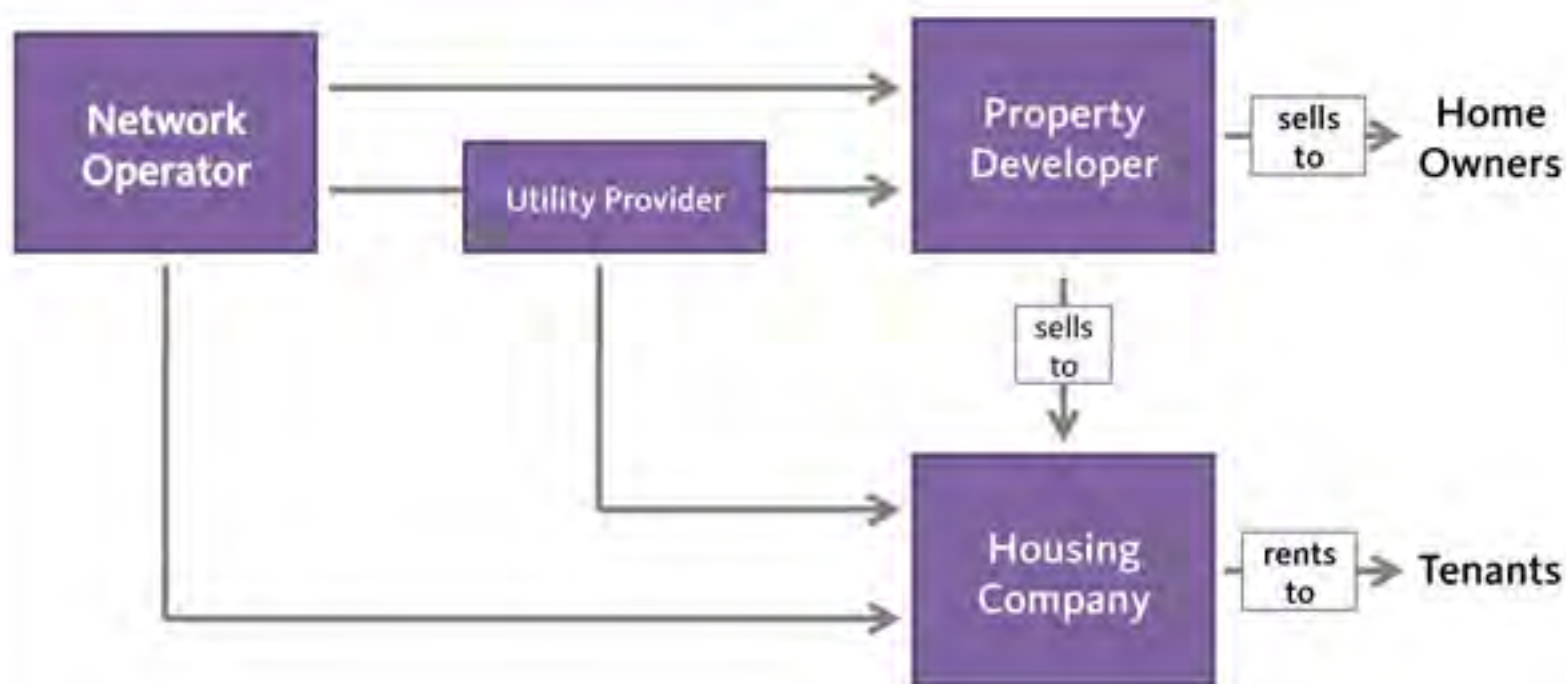 Network
Operator
Utility Provider
Property
Developer
sells
to
Home
Owners
sells
to
Housing
Company
rents
to
Tenants